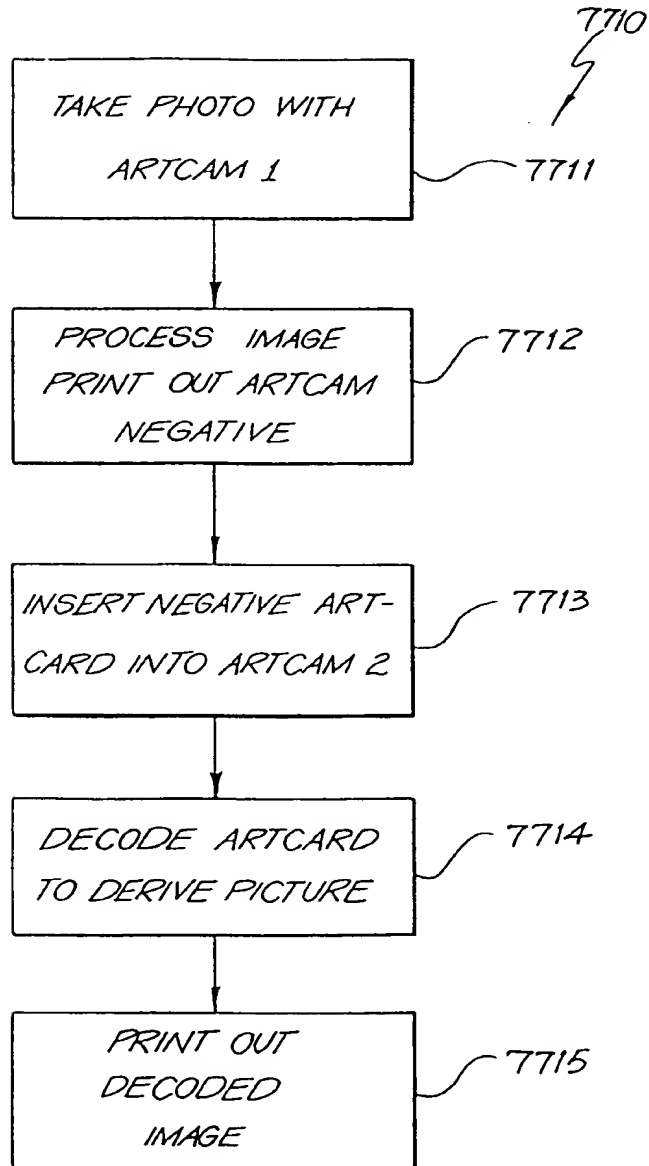 7710
TAKE PHOTO WITH
ARTCAM 1
7711
PROCESS IMAGE
PRINT OUT ARTCAM
NEGATIVE
7712
INSERT NEGATIVE ART-
CARD INTO ARTCAM 2
7713
DECODE ARTCARD
TO DERIVE PICTURE
7714
PRINT OUT
DECODED
IMAGE
7715